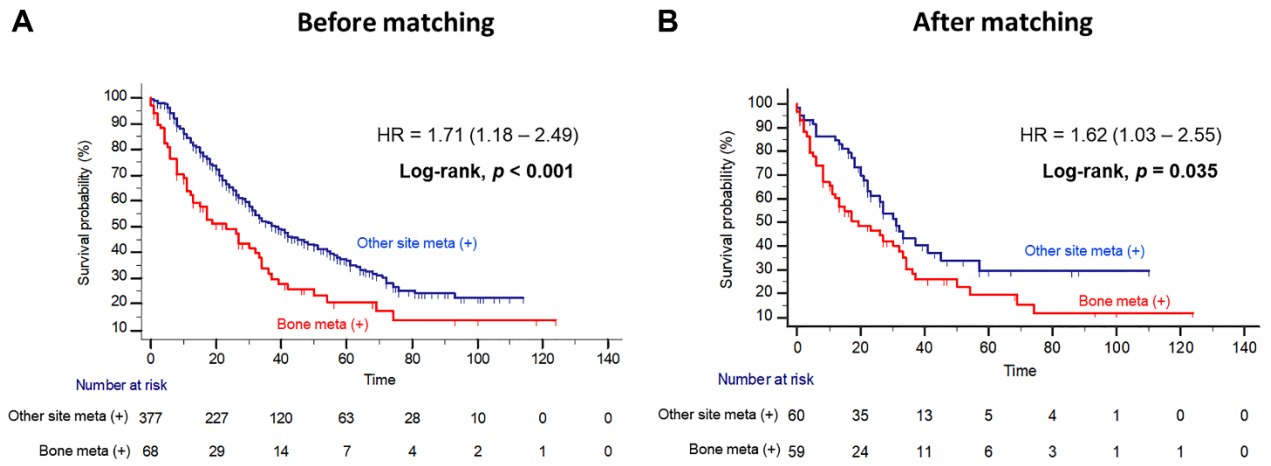 A
Before matching
B
After matching
HR = 1.71 (1.18 – 2.49)
Log-rank, p < 0.001
Survival probability (%)
100
90
80
70
60
50
40
30
20
10
Other site meta (+)
Bone meta (+)
0 20 40 60 80 100 120 140
Time
Number at risk
Other site meta (+) 377 227 120 63 28 10 0 0
Bone meta (+) 68 29 14 7 4 2 1 0
HR = 1.62 (1.03 – 2.55)
Log-rank, p = 0.035
Survival probability (%)
100
90
80
70
60
50
40
30
20
10
Other site meta (+)
Bone meta (+)
0 20 40 60 80 100 120 140
Time
Number at risk
Other site meta (+) 60 35 13 5 4 1 0 0
Bone meta (+) 59 24 11 6 3 1 1 0